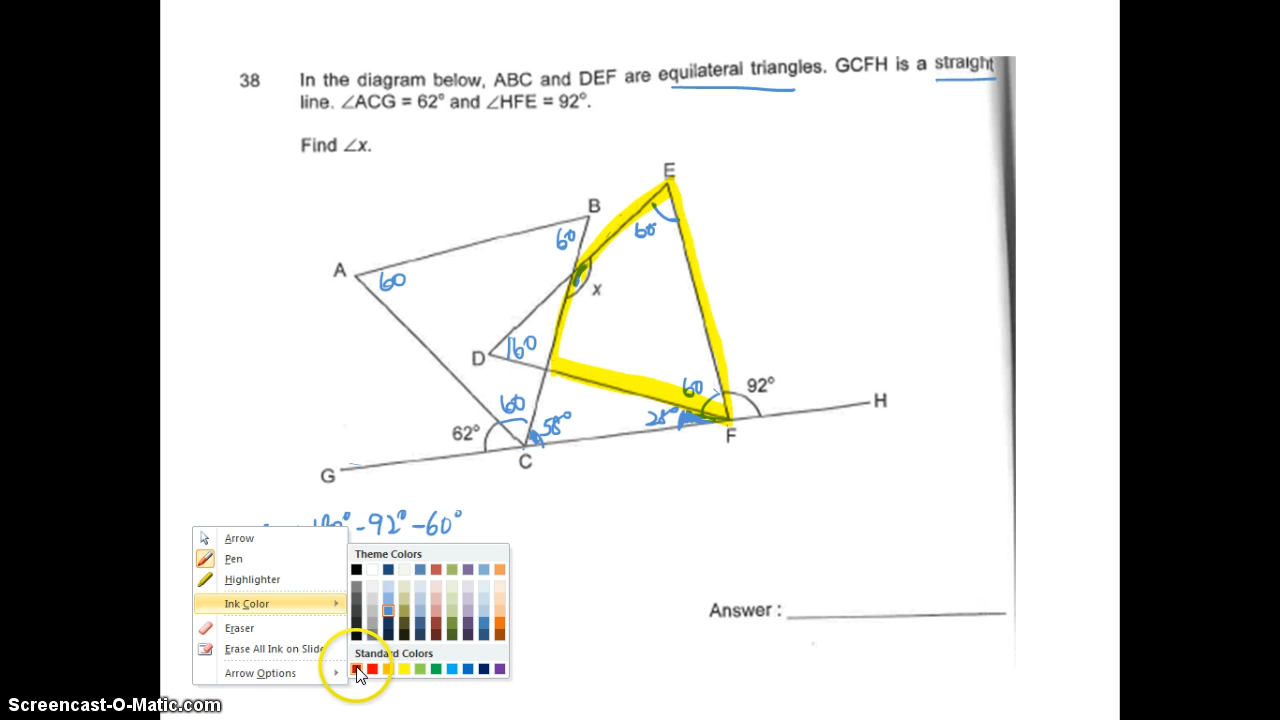 38 In the diagram below, ABC and DEF are equilateral triangles. GCFH is a straight
line. ∠ACG = 62° and ∠HFE = 92°.
Find ∠x.
E
B
60
60
A
60
x
D
60
60
92°
H
60
58°
28°
62°
F
C
G
-92° -60°
Arrow
Pen
Highlighter
Ink Color
Eraser
Erase All Ink on Slide
Arrow Options
Theme Colors
Standard Colors
Answer :
Screencast-O-Matic.com